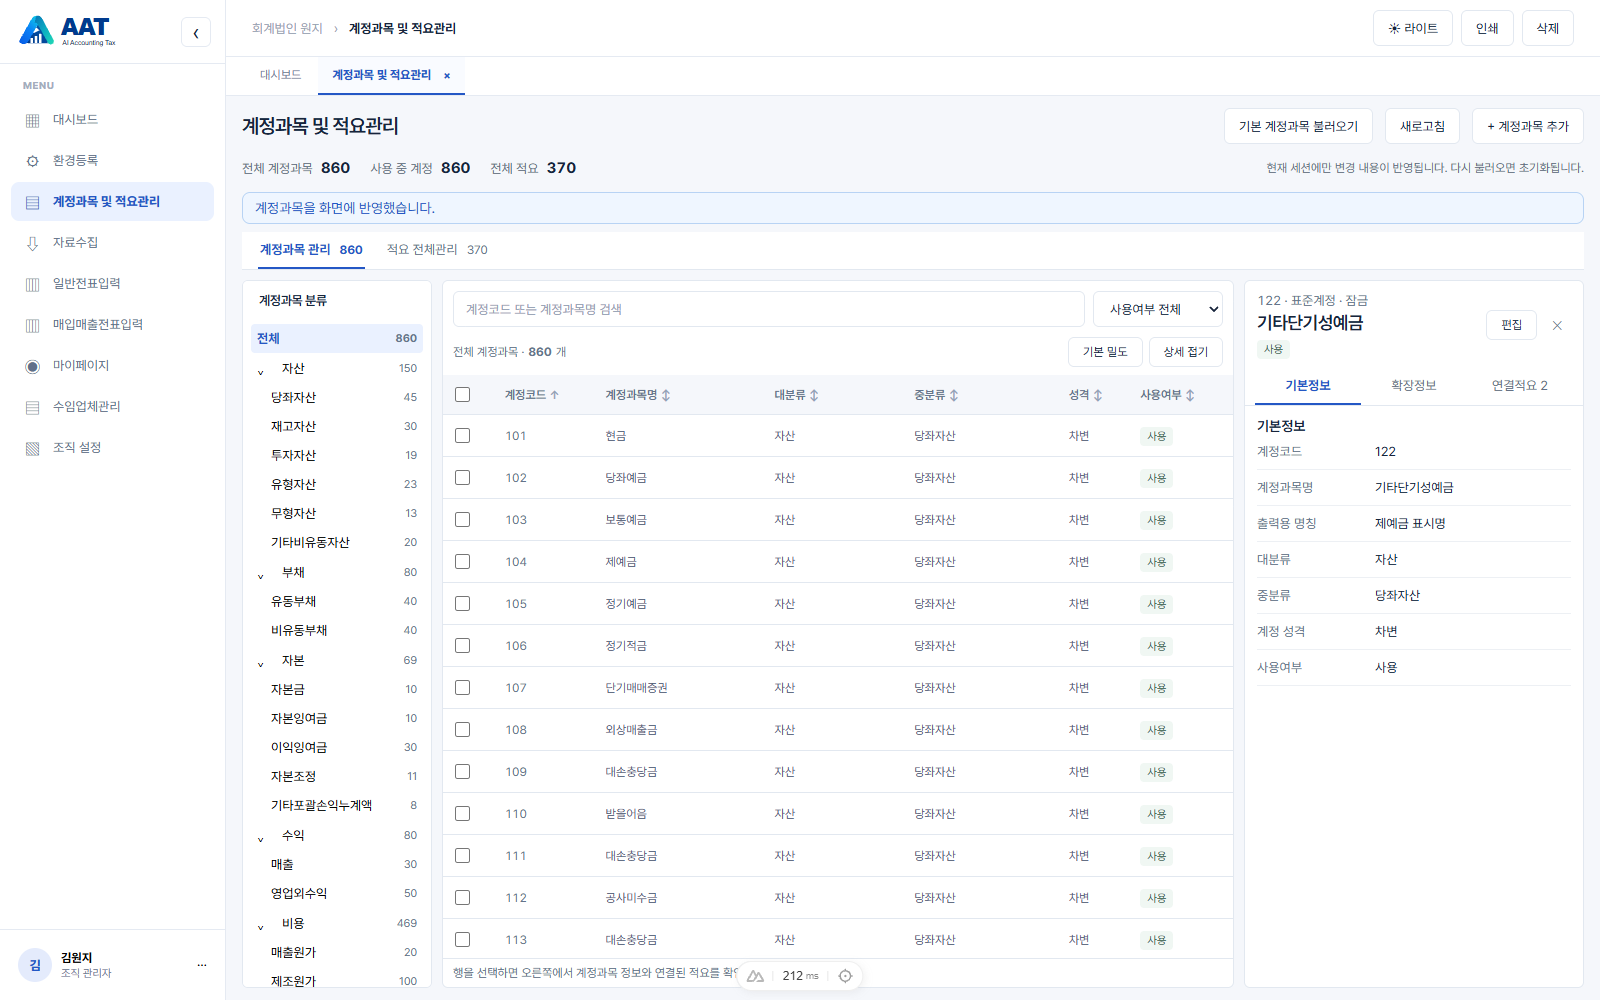 AAT
AI Accounting Tax
‹
MENU
대시보드
환경등록
계정과목 및 적요관리
자료수집
일반전표입력
매입매출전표입력
마이페이지
수임업체관리
조직 설정
김
김원지
조직 관리자
...
회계법인 원지 › 계정과목 및 적요관리
☀ 라이트
인쇄
삭제
대시보드
계정과목 및 적요관리 ×
계정과목 및 적요관리
기본 계정과목 불러오기
새로고침
+ 계정과목 추가
전체 계정과목 860 사용 중 계정 860 전체 적요 370
현재 세션에만 변경 내용이 반영됩니다. 다시 불러오면 초기화됩니다.
계정과목을 화면에 반영했습니다.
계정과목 관리 860
적요 전체관리 370
계정과목 분류
전체 860
자산 150
당좌자산 45
재고자산 30
투자자산 19
유형자산 23
무형자산 13
기타비유동자산 20
부채 80
유동부채 40
비유동부채 40
자본 69
자본금 10
자본잉여금 10
이익잉여금 30
자본조정 11
기타포괄손익누계액 8
수익 80
매출 30
영업외수익 50
비용 469
매출원가 20
제조원가 100
계정코드 또는 계정과목명 검색
사용여부 전체
전체 계정과목 · 860 개
기본 밀도
상세 접기
계정코드 ↑ 계정과목명 대분류 중분류 성격 사용여부
101 현금 자산 당좌자산 차변 사용
102 당좌예금 자산 당좌자산 차변 사용
103 보통예금 자산 당좌자산 차변 사용
104 제예금 자산 당좌자산 차변 사용
105 정기예금 자산 당좌자산 차변 사용
106 정기적금 자산 당좌자산 차변 사용
107 단기매매증권 자산 당좌자산 차변 사용
108 외상매출금 자산 당좌자산 차변 사용
109 대손충당금 자산 당좌자산 차변 사용
110 받을어음 자산 당좌자산 차변 사용
111 대손충당금 자산 당좌자산 차변 사용
112 공사미수금 자산 당좌자산 차변 사용
113 대손충당금 자산 당좌자산 차변 사용
행을 선택하면 오른쪽에서 계정과목 정보와 연결된 적요를
212 ms
122 · 표준계정 · 잠금
기타단기성예금
사용
편집
×
기본정보
확장정보
연결적요 2
기본정보
계정코드 122
계정과목명 기타단기성예금
출력용 명칭 제예금 표시명
대분류 자산
중분류 당좌자산
계정 성격 차변
사용여부 사용